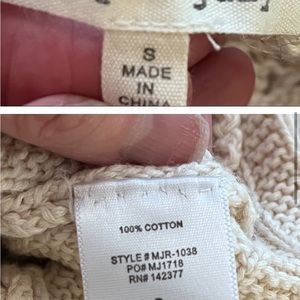 S
MADE
IN
CHINA
100% COTTON
STYLE # MJR-1038
PO# MJ1718
RN# 142377